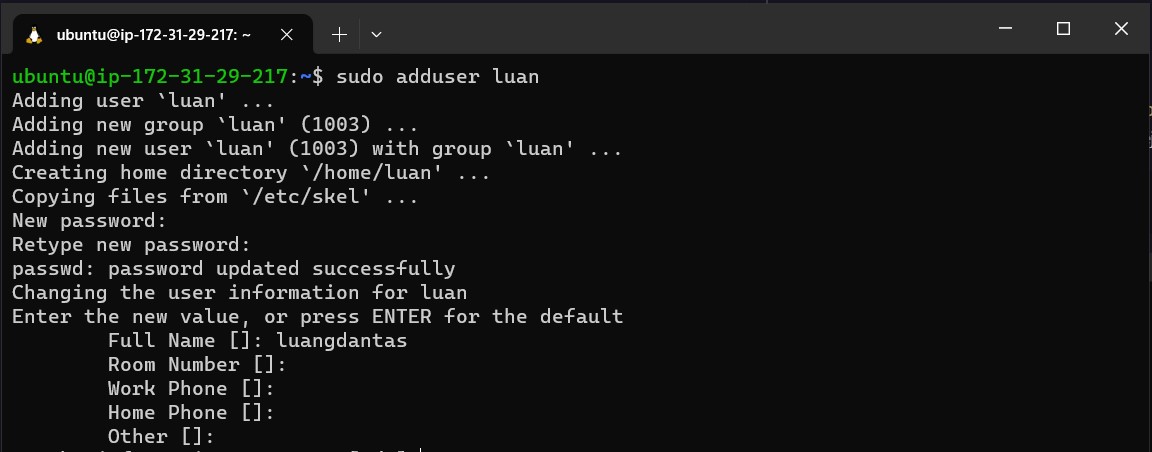 ubuntu@ip-172-31-29-217: ~
ubuntu@ip-172-31-29-217:~$ sudo adduser luan
Adding user `luan' ...
Adding new group `luan' (1003) ...
Adding new user `luan' (1003) with group `luan' ...
Creating home directory `/home/luan' ...
Copying files from `/etc/skel' ...
New password:
Retype new password:
passwd: password updated successfully
Changing the user information for luan
Enter the new value, or press ENTER for the default
Full Name []: luangdantas
Room Number []:
Work Phone []:
Home Phone []:
Other []: